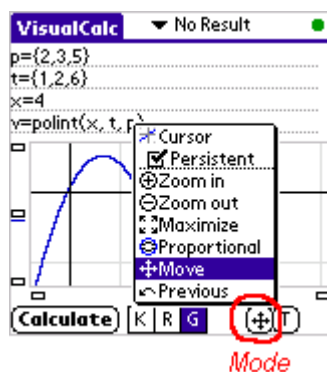 VisualCalc ▼ No Result
p={2,3,5}
t={1,2,6}
x=4
v=polint(x, t, p)
Cursor
Persistent
Zoom in
Zoom out
Maximize
Proportional
Move
Previous
Calculate K R G T
Mode